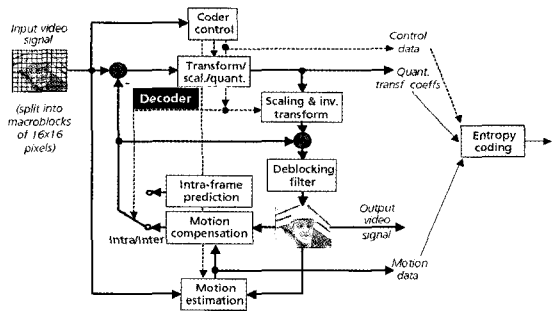 Input video
signal
(split into
macroblocks
of 16x16
pixels)
Coder
control
Transform/
scal./quant.
Decoder
Scaling & inv.
transform
Deblocking
filter
Intra-frame
prediction
Motion
compensation
Intra/Inter
Motion
estimation
Control
data
Quant.
transf coeffs
Entropy
coding
Output
video
signal
Motion
data